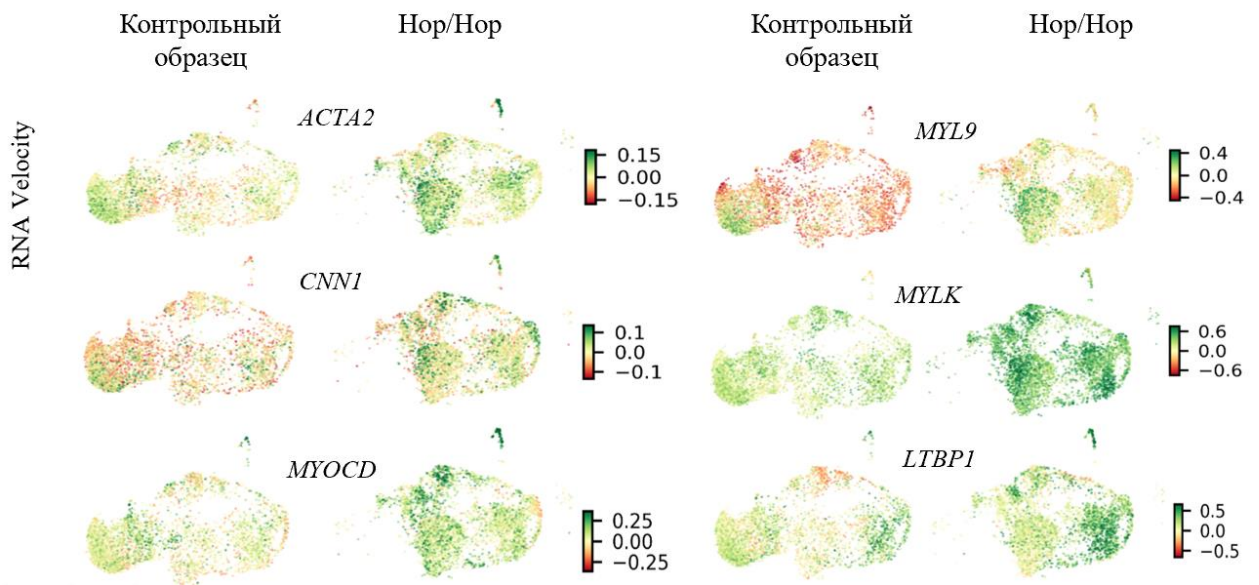 Контрольный
образец
Hop/Hop
Контрольный
образец
Hop/Hop
RNA Velocity
ACTA2
0.15
0.00
−0.15
MYL9
0.4
0.0
−0.4
CNN1
0.1
0.0
−0.1
MYLK
0.6
0.0
−0.6
MYOCD
0.25
0.00
−0.25
LTBP1
0.5
0.0
−0.5